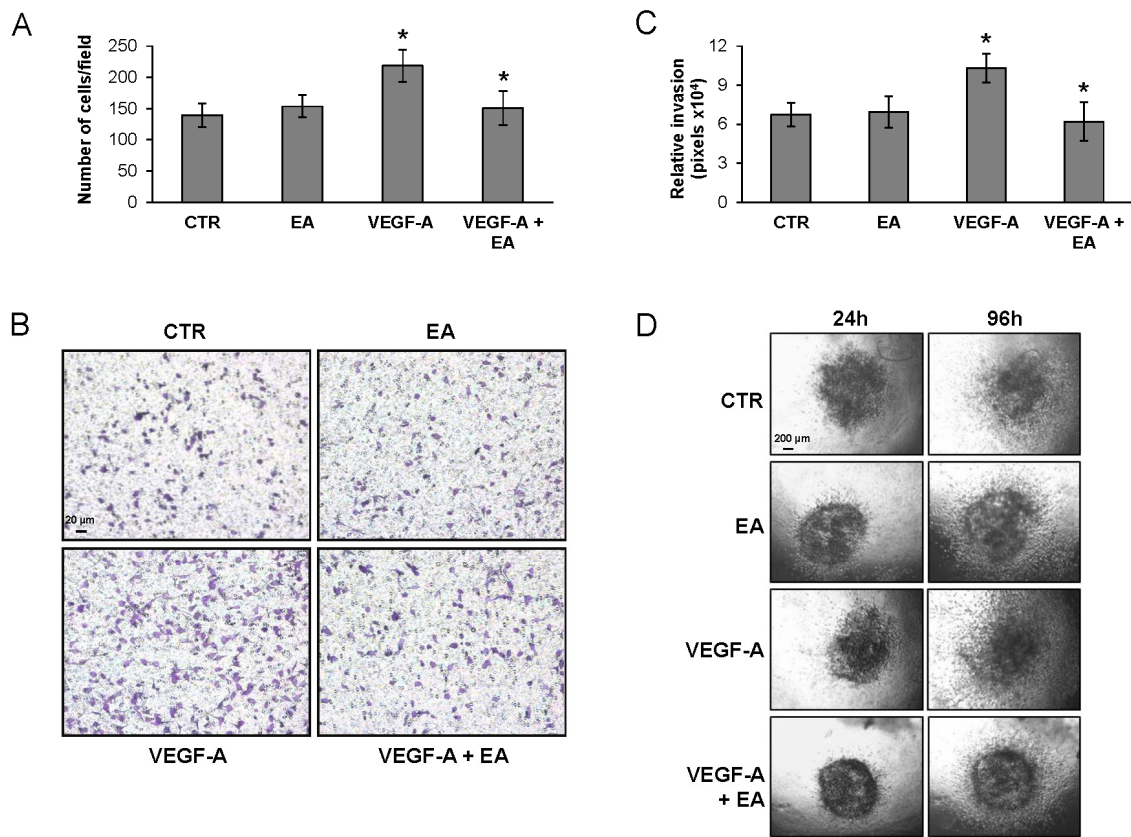 A
Number of cells/field
250
200
150
100
50
0
*
*
CTR
EA
VEGF-A
VEGF-A +
EA
C
Relative invasion
(pixels x10⁴)
12
9
6
3
0
*
*
CTR
EA
VEGF-A
VEGF-A +
EA
B
CTR
EA
20 µm
VEGF-A
VEGF-A + EA
D
24h
96h
CTR
200 µm
EA
VEGF-A
VEGF-A
+ EA